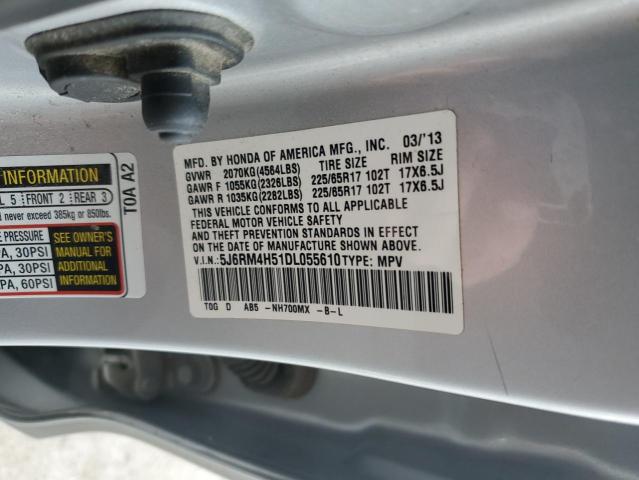 INFORMATION
L 5 FRONT 2 REAR 3
d never exceed 385kg or 850lbs.
E PRESSURE
PA, 30PSI
PA, 30PSI
PA, 60PSI
SEE OWNER'S
MANUAL FOR
ADDITIONAL
INFORMATION
T0A A2
MFD. BY HONDA OF AMERICA MFG., INC. 03/'13
GVWR 2070KG(4564LBS) TIRE SIZE RIM SIZE
GAWR F 1055KG(2326LBS) 225/65R17 102T 17X6.5J
GAWR R 1035KG(2282LBS) 225/65R17 102T 17X6.5J
THIS VEHICLE CONFORMS TO ALL APPLICABLE
FEDERAL MOTOR VEHICLE SAFETY
AND THEFT PREVENTION STANDARDS IN EFFECT ON
THE DATE OF MANUFACTURE SHOWN ABOVE.
V.I.N:5J6RM4H51DL055610 TYPE: MPV
T0G D AB5 -NH700MX -B-L